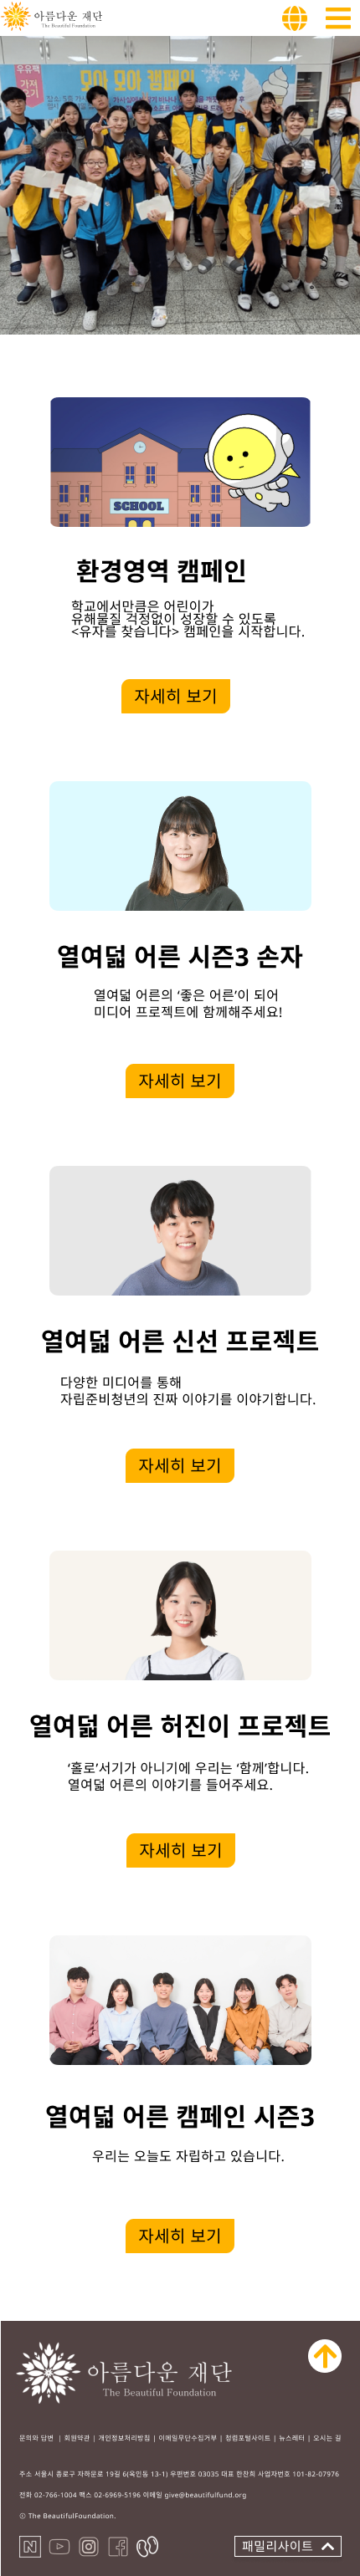 아름다운 재단
The Beautiful Foundation
모아 모아 캠페인
우유팩
SCHOOL
환경영역 캠페인
학교에서만큼은 어린이가
유해물질 걱정없이 성장할 수 있도록
<유자를 찾습니다> 캠페인을 시작합니다.
자세히 보기
열여덟 어른 시즌3 손자
열여덟 어른의 ‘좋은 어른’이 되어
미디어 프로젝트에 함께해주세요!
자세히 보기
열여덟 어른 신선 프로젝트
다양한 미디어를 통해
자립준비청년의 진짜 이야기를 이야기합니다.
자세히 보기
열여덟 어른 허진이 프로젝트
‘홀로’서기가 아니기에 우리는 ‘함께’합니다.
열여덟 어른의 이야기를 들어주세요.
자세히 보기
열여덟 어른 캠페인 시즌3
우리는 오늘도 자립하고 있습니다.
자세히 보기
아름다운 재단
The Beautiful Foundation
문의와 답변 | 회원약관 | 개인정보처리방침 | 이메일무단수집거부 | 청렴포털사이트 | 뉴스레터 | 오시는 길
주소 서울시 종로구 자하문로 19길 6(옥인동 13-1) 우편번호 03035 대표 한찬희 사업자번호 101-82-07976
전화 02-766-1004 팩스 02-6969-5196 이메일 give@beautifulfund.org
ⓒ The BeautifulFoundation.
패밀리사이트